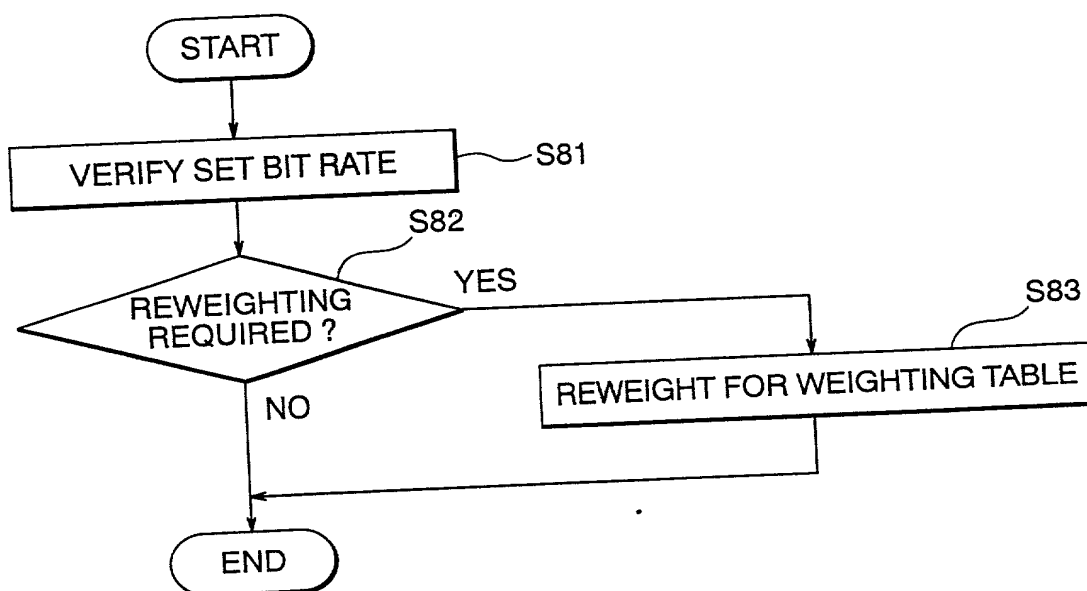 START
VERIFY SET BIT RATE
S81
S82
REWEIGHTING
REQUIRED ?
YES
S83
REWEIGHT FOR WEIGHTING TABLE
NO
END